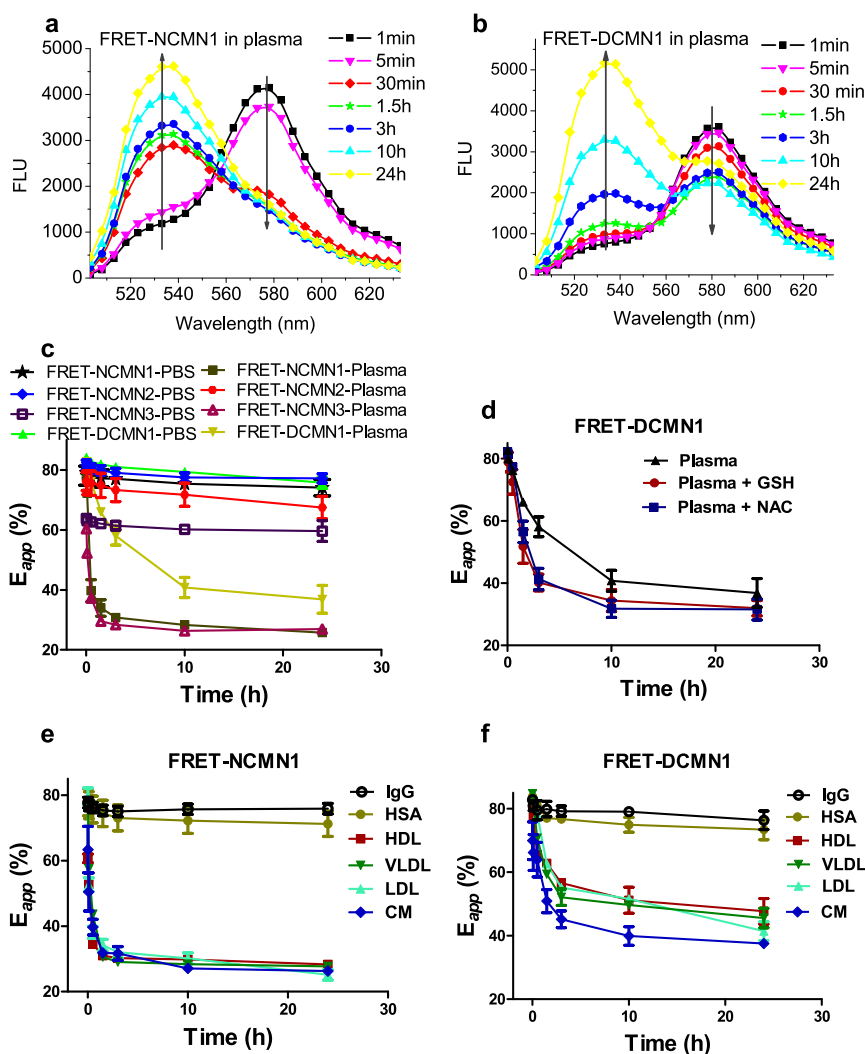 a
FRET-NCMN1 in plasma
1min
5min
30min
1.5h
3h
10h
24h
5000
4000
3000
2000
1000
0
FLU
520 540 560 580 600 620
Wavelength (nm)
b
FRET-DCMN1 in plasma
1min
5min
30 min
1.5h
3h
10h
24h
5000
4000
3000
2000
1000
0
FLU
520 540 560 580 600 620
Wavelength (nm)
c
FRET-NCMN1-PBS
FRET-NCMN2-PBS
FRET-NCMN3-PBS
FRET-DCMN1-PBS
FRET-NCMN1-Plasma
FRET-NCMN2-Plasma
FRET-NCMN3-Plasma
FRET-DCMN1-Plasma
80
60
40
20
Eapp (%)
0 10 20 30
Time (h)
d
FRET-DCMN1
Plasma
Plasma + GSH
Plasma + NAC
80
60
40
20
Eapp (%)
0 10 20 30
Time (h)
e
FRET-NCMN1
IgG
HSA
HDL
VLDL
LDL
CM
80
60
40
20
Eapp (%)
0 10 20 30
Time (h)
f
FRET-DCMN1
IgG
HSA
HDL
VLDL
LDL
CM
80
60
40
20
Eapp (%)
0 10 20 30
Time (h)